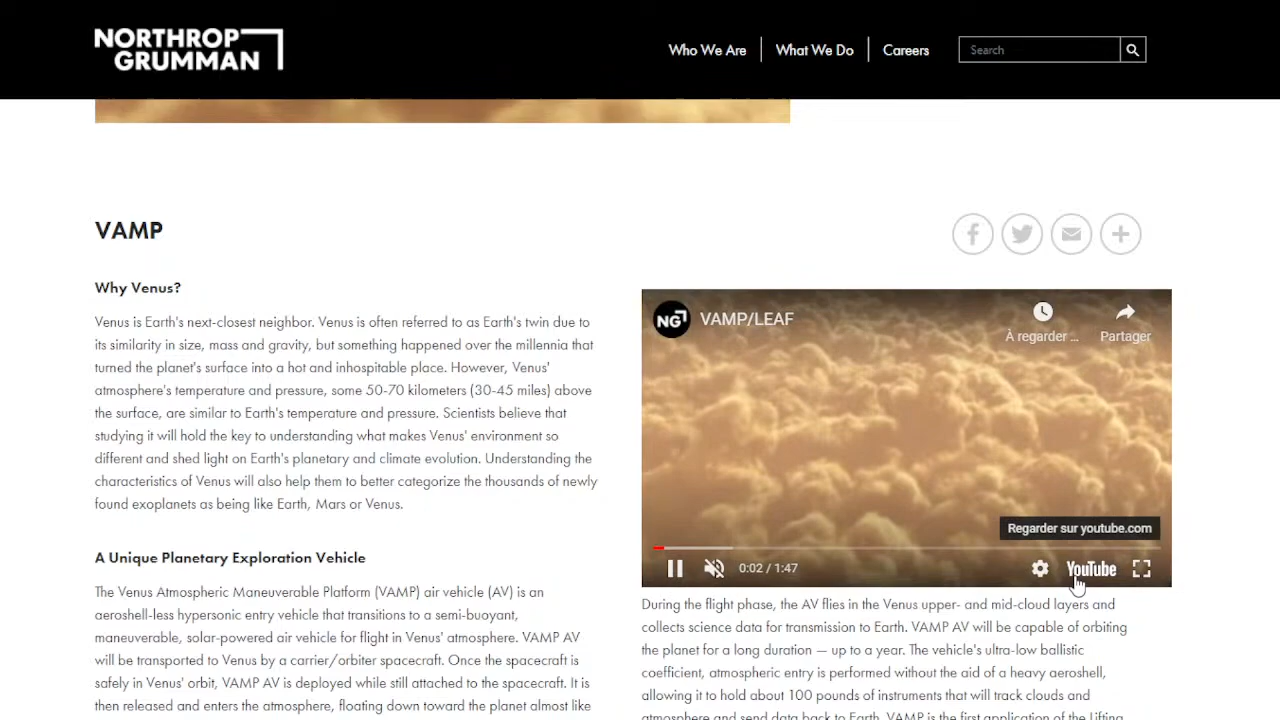 NORTHROP
GRUMMAN
Who We Are
What We Do
Careers
Search
VAMP
Why Venus?
Venus is Earth's next-closest neighbor. Venus is often referred to as Earth's twin due to
its similarity in size, mass and gravity, but something happened over the millennia that
turned the planet's surface into a hot and inhospitable place. However, Venus'
atmosphere's temperature and pressure, some 50-70 kilometers (30-45 miles) above
the surface, are similar to Earth's temperature and pressure. Scientists believe that
studying it will hold the key to understanding what makes Venus' environment so
different and shed light on Earth's planetary and climate evolution. Understanding the
characteristics of Venus will also help them to better categorize the thousands of newly
found exoplanets as being like Earth, Mars or Venus.
A Unique Planetary Exploration Vehicle
The Venus Atmospheric Maneuverable Platform (VAMP) air vehicle (AV) is an
aeroshell-less hypersonic entry vehicle that transitions to a semi-buoyant,
maneuverable, solar-powered air vehicle for flight in Venus' atmosphere. VAMP AV
will be transported to Venus by a carrier/orbiter spacecraft. Once the spacecraft is
safely in Venus' orbit, VAMP AV is deployed while still attached to the spacecraft. It is
then released and enters the atmosphere, floating down toward the planet almost like
NG
VAMP/LEAF
À regarder ...
Partager
Regarder sur youtube.com
0:02 / 1:47
YouTube
During the flight phase, the AV flies in the Venus upper- and mid-cloud layers and
collects science data for transmission to Earth. VAMP AV will be capable of orbiting
the planet for a long duration — up to a year. The vehicle's ultra-low ballistic
coefficient, atmospheric entry is performed without the aid of a heavy aeroshell,
allowing it to hold about 100 pounds of instruments that will track clouds and
atmosphere and send data back to Earth. VAMP is the first application of the Lifting